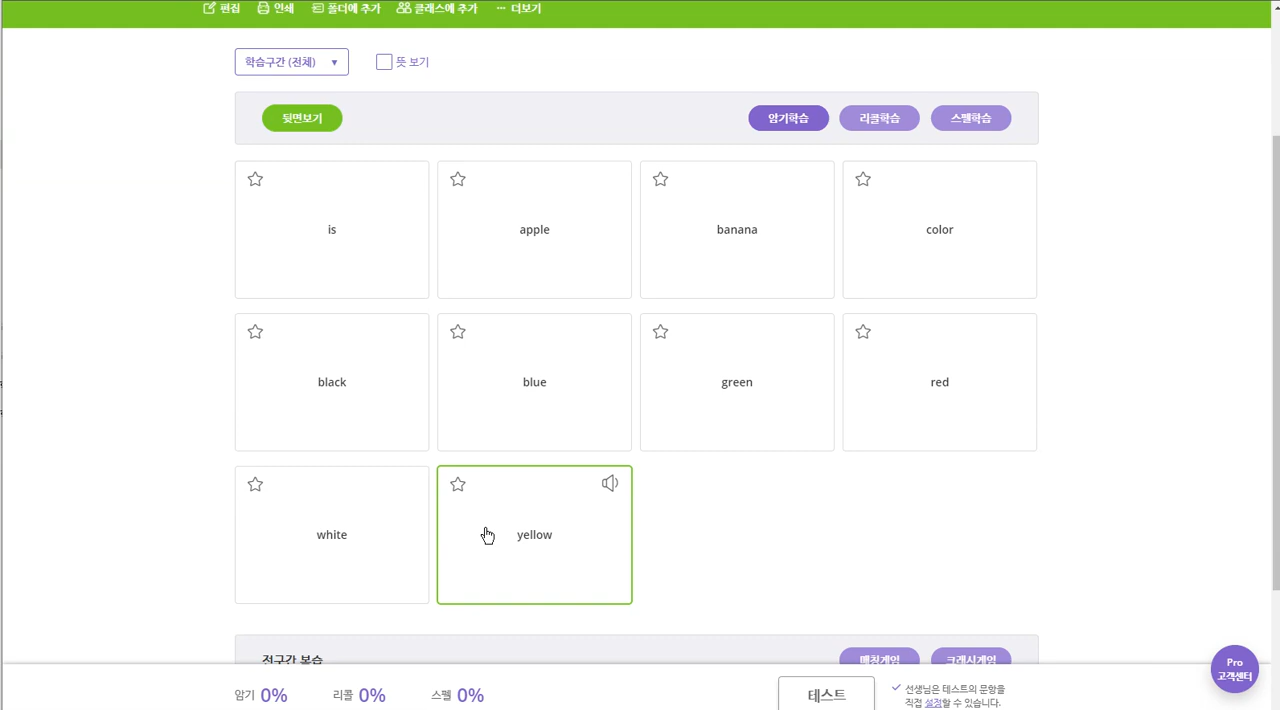 편집 인쇄 폴더에 추가 클래스에 추가 ··· 더보기
학습구간 (전체) ▼ 뜻 보기
뒷면보기 암기학습 리콜학습 스펠학습
is apple banana color
black blue green red
white yellow
전구간 복습 매칭게임 크래시게임
Pro
고객센터
암기 0% 리콜 0% 스펠 0% 테스트 선생님은 테스트의 문항을
직접 설정할 수 있습니다.